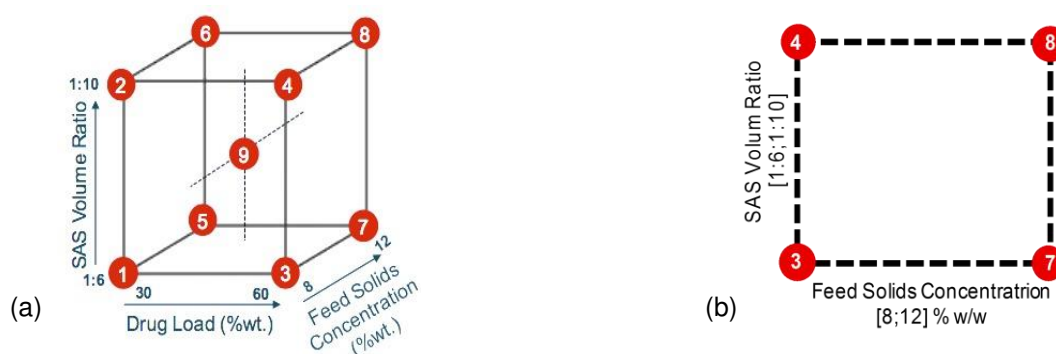 (a)
6
8
1:10
2
4
SAS Volume Ratio
9
5
7
1:6
1
3
30
60
8
12
Drug Load (%wt.)
Feed Solids
Concentration
(%wt.)
(b)
4
8
SAS Volum Ratio
[1:6;1:10]
3
7
Feed Solids Concentratrion
[8;12] % w/w